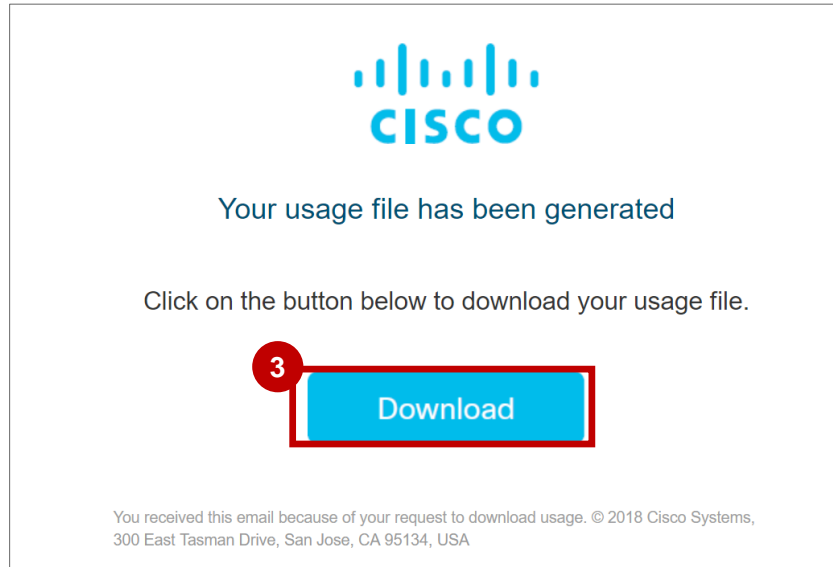 CISCO
Your usage file has been generated
Click on the button below to download your usage file.
3
Download
You received this email because of your request to download usage. © 2018 Cisco Systems,
300 East Tasman Drive, San Jose, CA 95134, USA